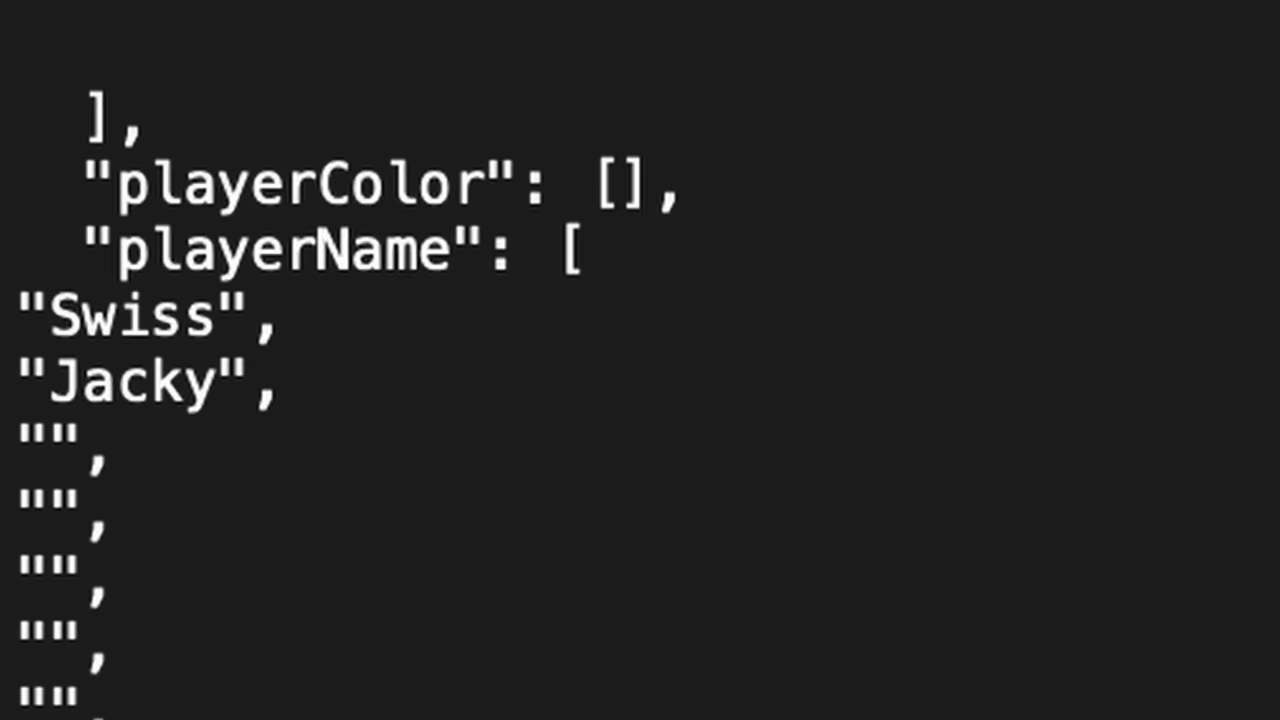 ],
"playerColor": [],
"playerName": [
"Swiss",
"Jacky",
"",
"",
"",
"",
"",